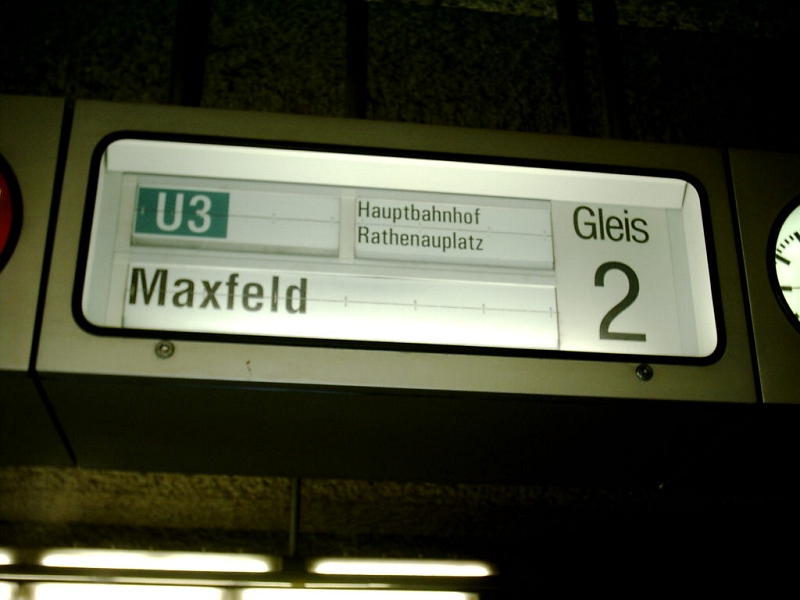 U3
Hauptbahnhof
Rathenauplatz
Maxfeld
Gleis
2